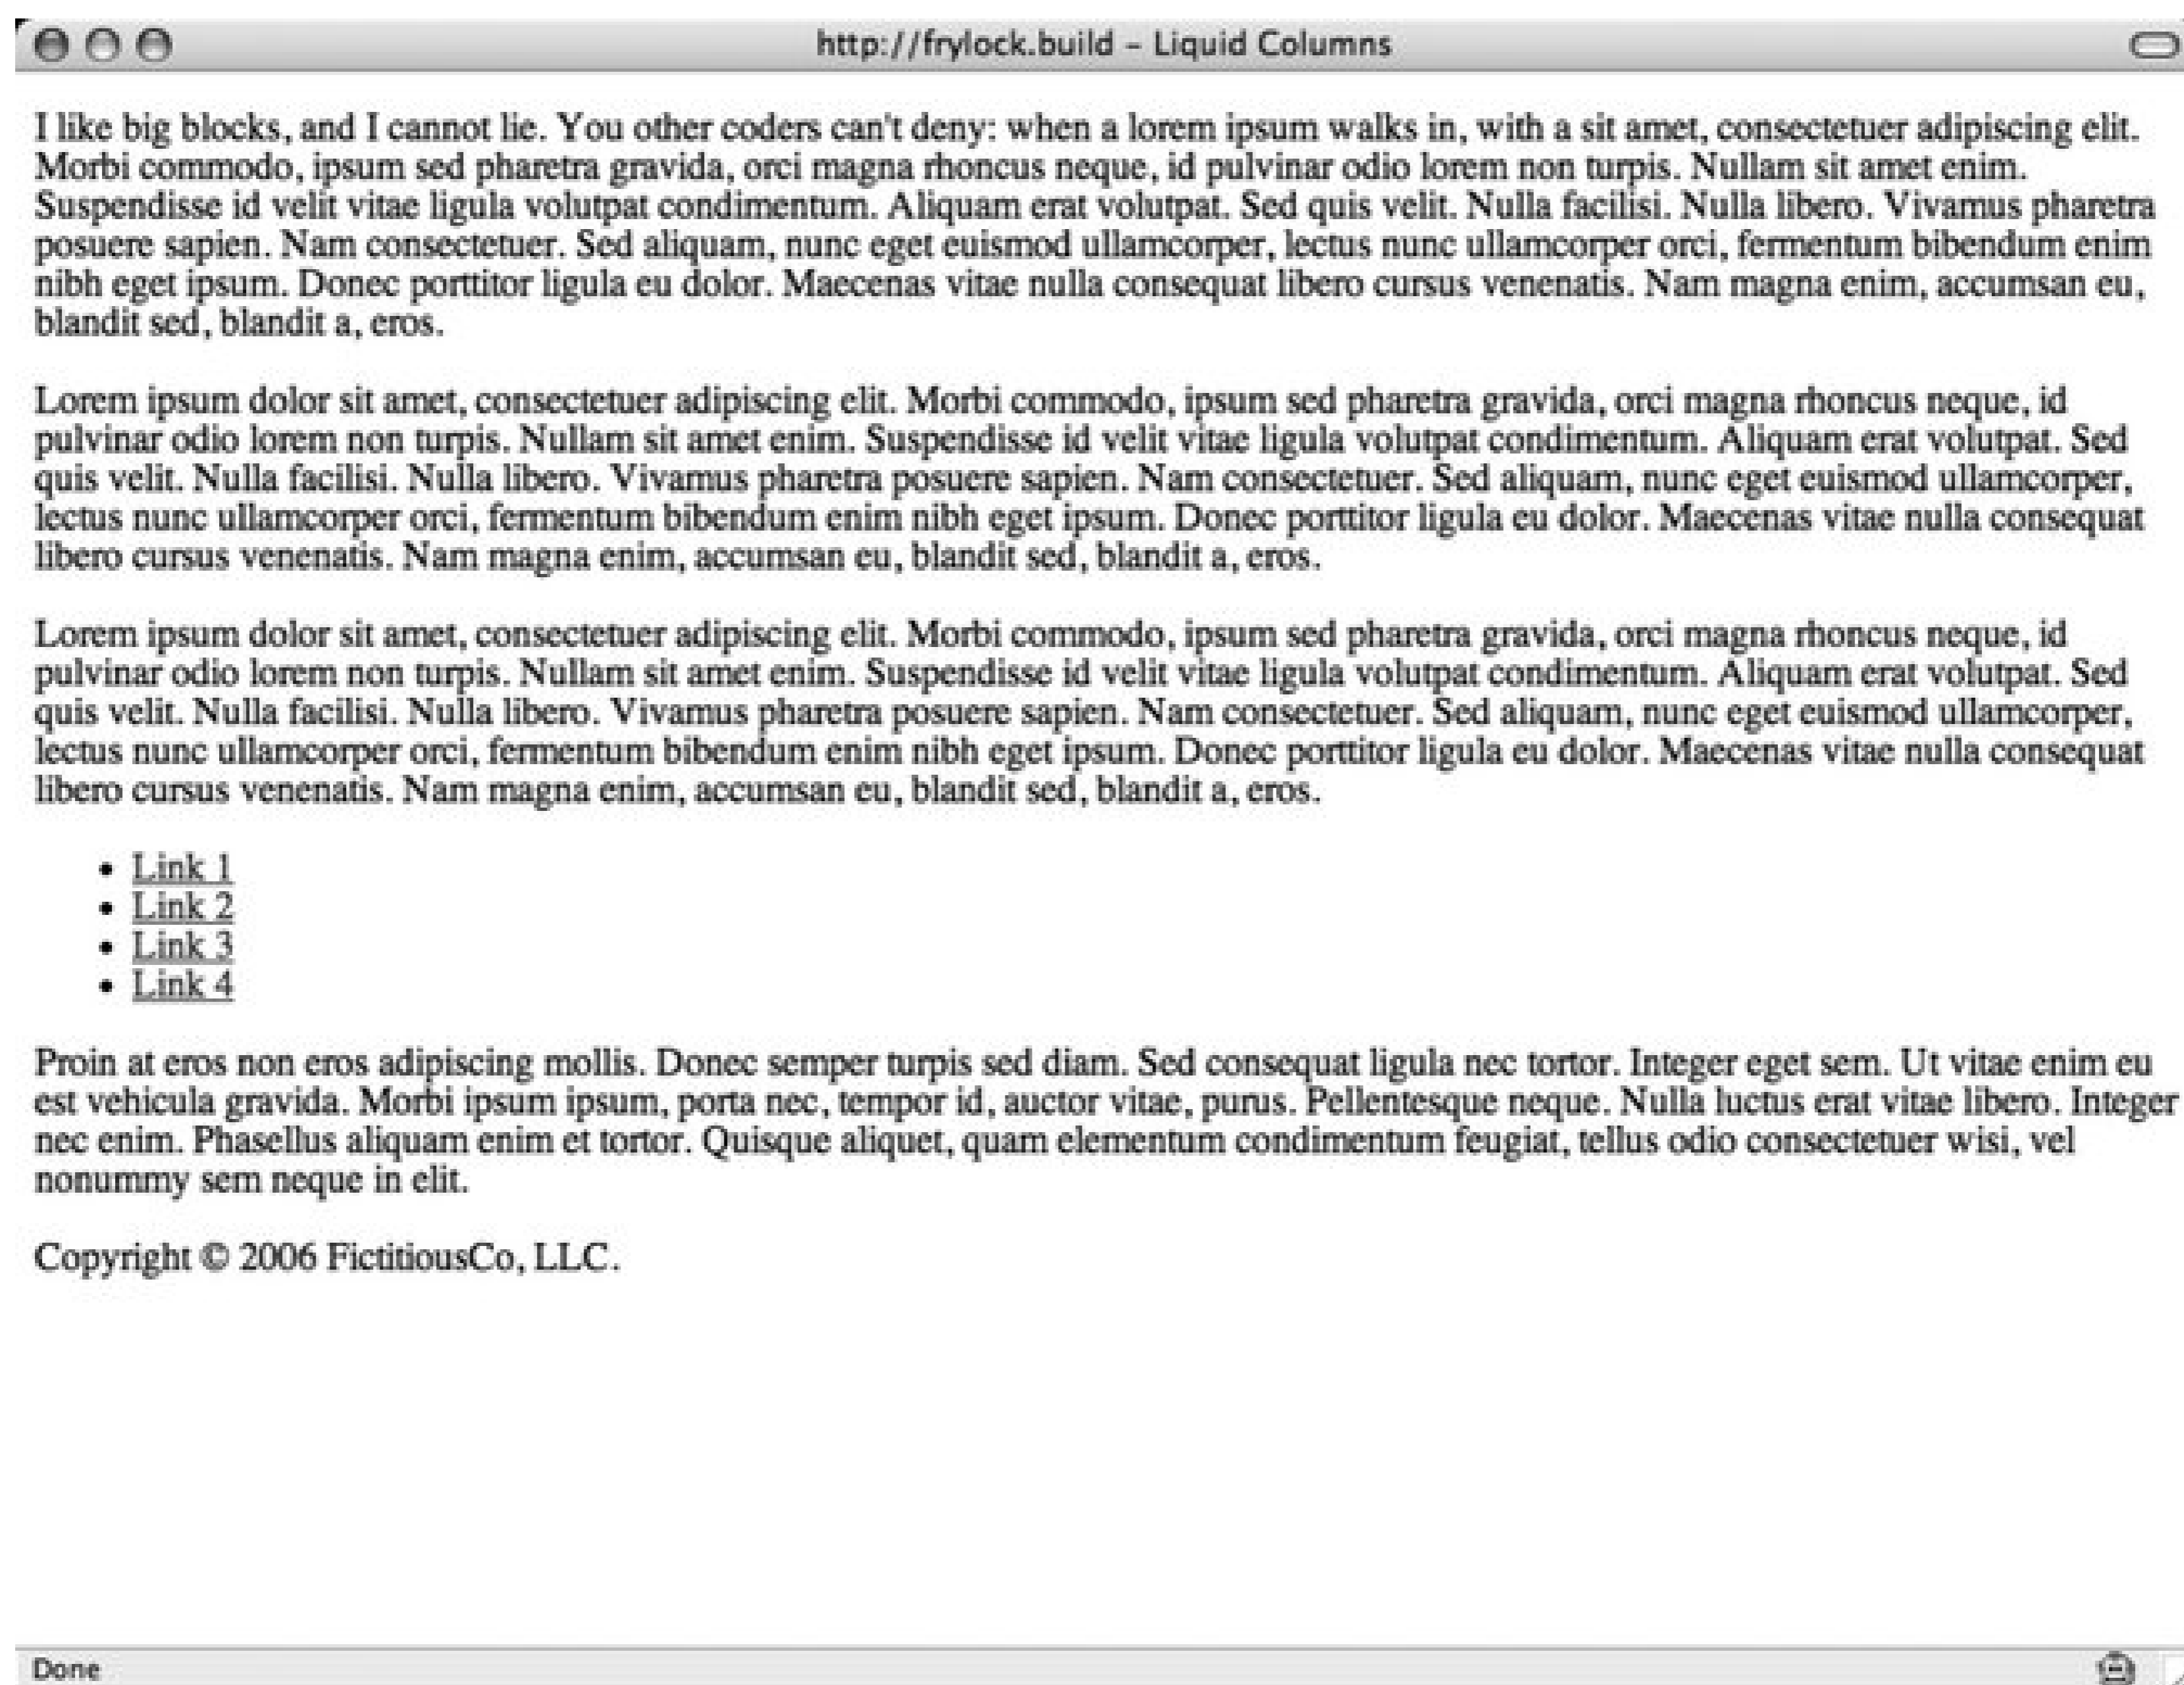 http://frylock.build – Liquid Columns
I like big blocks, and I cannot lie. You other coders can't deny: when a lorem ipsum walks in, with a sit amet, consectetuer adipiscing elit.
Morbi commodo, ipsum sed pharetra gravida, orci magna rhoncus neque, id pulvinar odio lorem non turpis. Nullam sit amet enim.
Suspendisse id velit vitae ligula volutpat condimentum. Aliquam erat volutpat. Sed quis velit. Nulla facilisi. Nulla libero. Vivamus pharetra
posuere sapien. Nam consectetuer. Sed aliquam, nunc eget euismod ullamcorper, lectus nunc ullamcorper orci, fermentum bibendum enim
nibh eget ipsum. Donec porttitor ligula eu dolor. Maecenas vitae nulla consequat libero cursus venenatis. Nam magna enim, accumsan eu,
blandit sed, blandit a, eros.
Lorem ipsum dolor sit amet, consectetuer adipiscing elit. Morbi commodo, ipsum sed pharetra gravida, orci magna rhoncus neque, id
pulvinar odio lorem non turpis. Nullam sit amet enim. Suspendisse id velit vitae ligula volutpat condimentum. Aliquam erat volutpat. Sed
quis velit. Nulla facilisi. Nulla libero. Vivamus pharetra posuere sapien. Nam consectetuer. Sed aliquam, nunc eget euismod ullamcorper,
lectus nunc ullamcorper orci, fermentum bibendum enim nibh eget ipsum. Donec porttitor ligula eu dolor. Maecenas vitae nulla consequat
libero cursus venenatis. Nam magna enim, accumsan eu, blandit sed, blandit a, eros.
Lorem ipsum dolor sit amet, consectetuer adipiscing elit. Morbi commodo, ipsum sed pharetra gravida, orci magna rhoncus neque, id
pulvinar odio lorem non turpis. Nullam sit amet enim. Suspendisse id velit vitae ligula volutpat condimentum. Aliquam erat volutpat. Sed
quis velit. Nulla facilisi. Nulla libero. Vivamus pharetra posuere sapien. Nam consectetuer. Sed aliquam, nunc eget euismod ullamcorper,
lectus nunc ullamcorper orci, fermentum bibendum enim nibh eget ipsum. Donec porttitor ligula eu dolor. Maecenas vitae nulla consequat
libero cursus venenatis. Nam magna enim, accumsan eu, blandit sed, blandit a, eros.
• Link 1
• Link 2
• Link 3
• Link 4
Proin at eros non eros adipiscing mollis. Donec semper turpis sed diam. Sed consequat ligula nec tortor. Integer eget sem. Ut vitae enim eu
est vehicula gravida. Morbi ipsum ipsum, porta nec, tempor id, auctor vitae, purus. Pellentesque neque. Nulla luctus erat vitae libero. Integer
nec enim. Phasellus aliquam enim et tortor. Quisque aliquet, quam elementum condimentum feugiat, tellus odio consectetuer wisi, vel
nonummy sem neque in elit.
Copyright © 2006 FictitiousCo, LLC.
Done